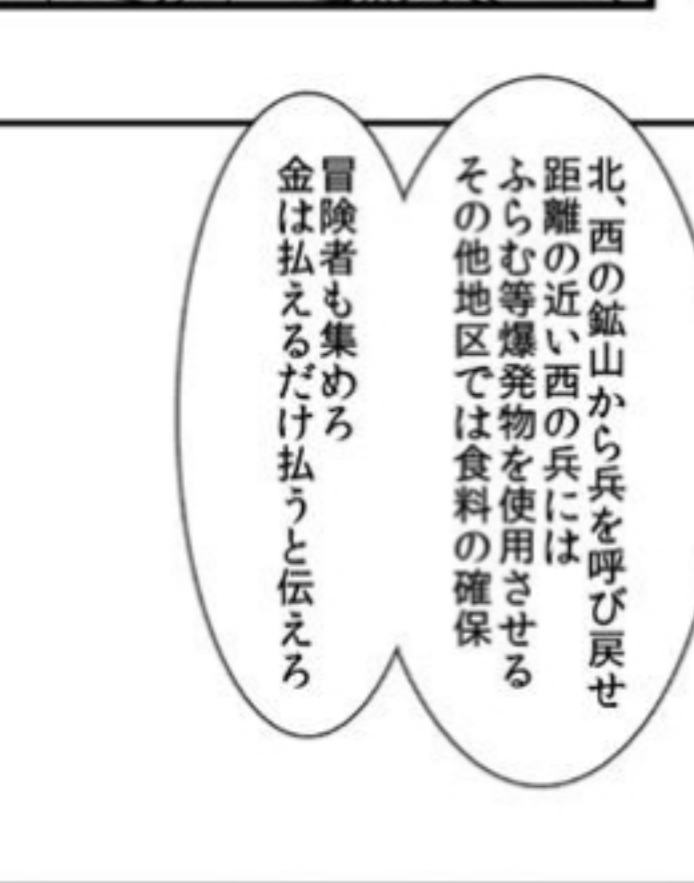 北、西の鉱山から兵を呼び戻せ
距離の近い西の兵には
ふらむ等爆発物を使用させる
その他地区では食料の確保
冒険者も集めろ
金は払えるだけ払うと伝えろ